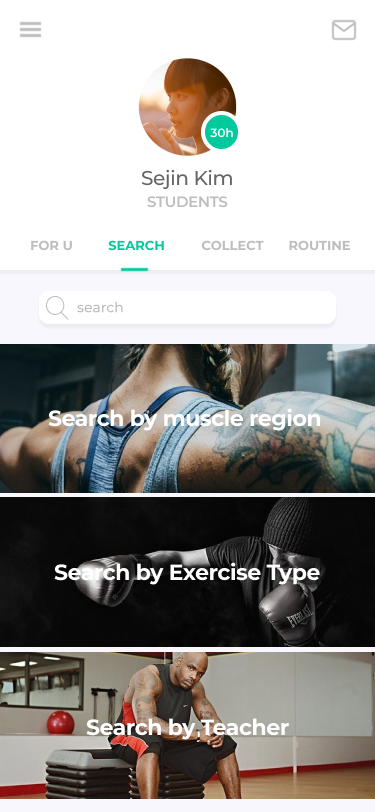 30h
Sejin Kim
STUDENTS
FOR U SEARCH COLLECT ROUTINE
search
Search by muscle region
Search by Exercise Type
EVERLAST
Search by Teacher